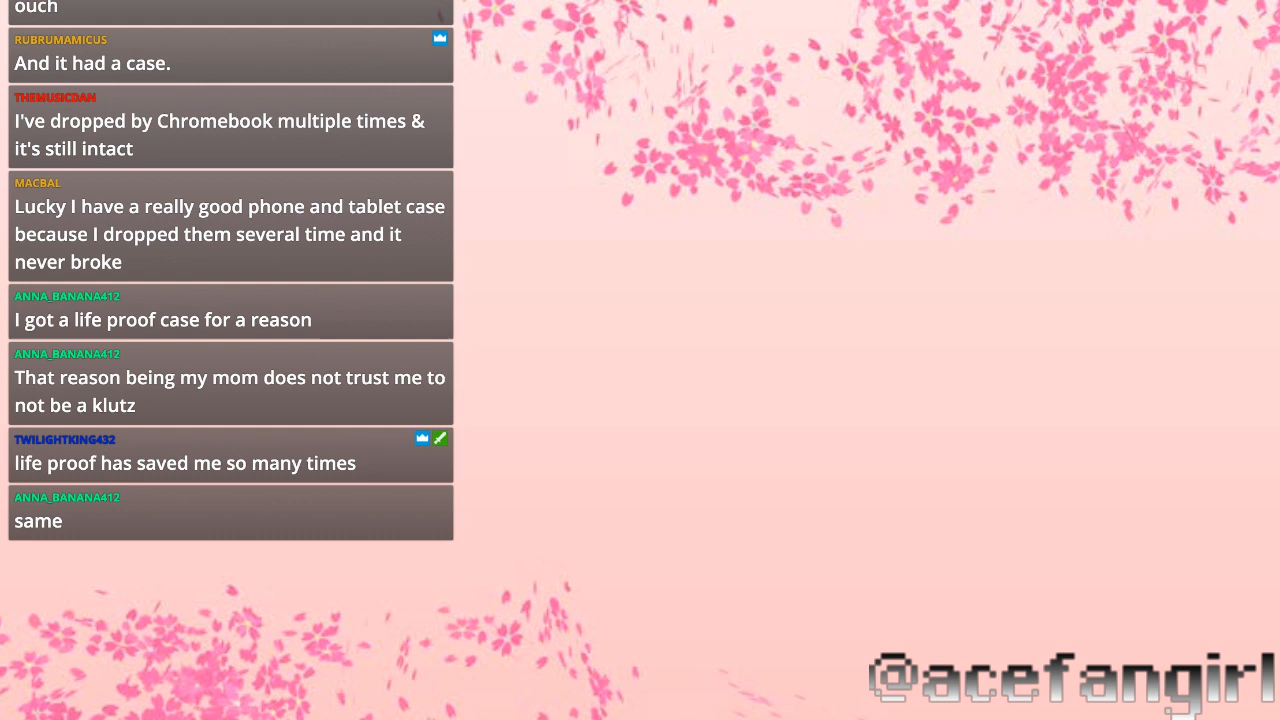 ouch
RUBRUMAMICUS
And it had a case.
THEMUSICDAN
I've dropped by Chromebook multiple times &
it's still intact
MACBAL
Lucky I have a really good phone and tablet case
because I dropped them several time and it
never broke
ANNA_BANANA412
I got a life proof case for a reason
ANNA_BANANA412
That reason being my mom does not trust me to
not be a klutz
TWILIGHTKING432
life proof has saved me so many times
ANNA_BANANA412
same
@acefangirl